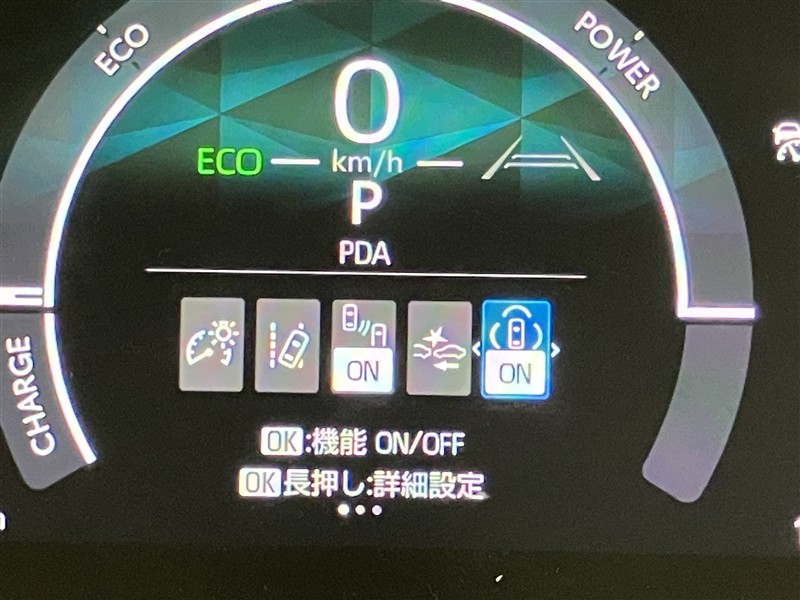 ECO
POWER
0
ECO
km/h
P
PDA
ON
ON
CHARGE
OK:機能 ON/OFF
OK長押し:詳細設定